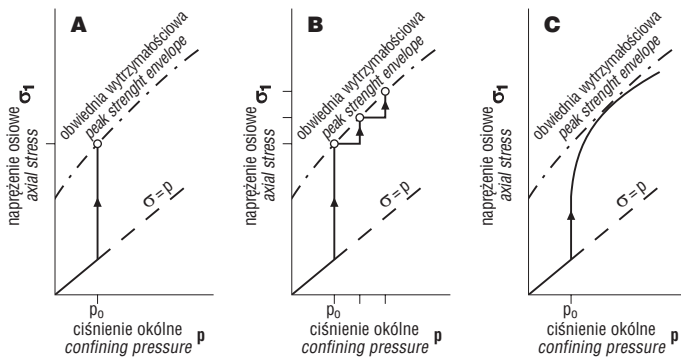 A
naprężenie osiowe σ1
axial stress
obwiednia wytrzymałościowa
peak strenght envelope
σ=p
p₀
ciśnienie okólne p
confining pressure
B
naprężenie osiowe σ1
axial stress
obwiednia wytrzymałościowa
peak strenght envelope
σ=p
p₀
ciśnienie okólne p
confining pressure
C
naprężenie osiowe σ1
axial stress
obwiednia wytrzymałościowa
peak strenght envelope
σ=p
p₀
ciśnienie okólne p
confining pressure